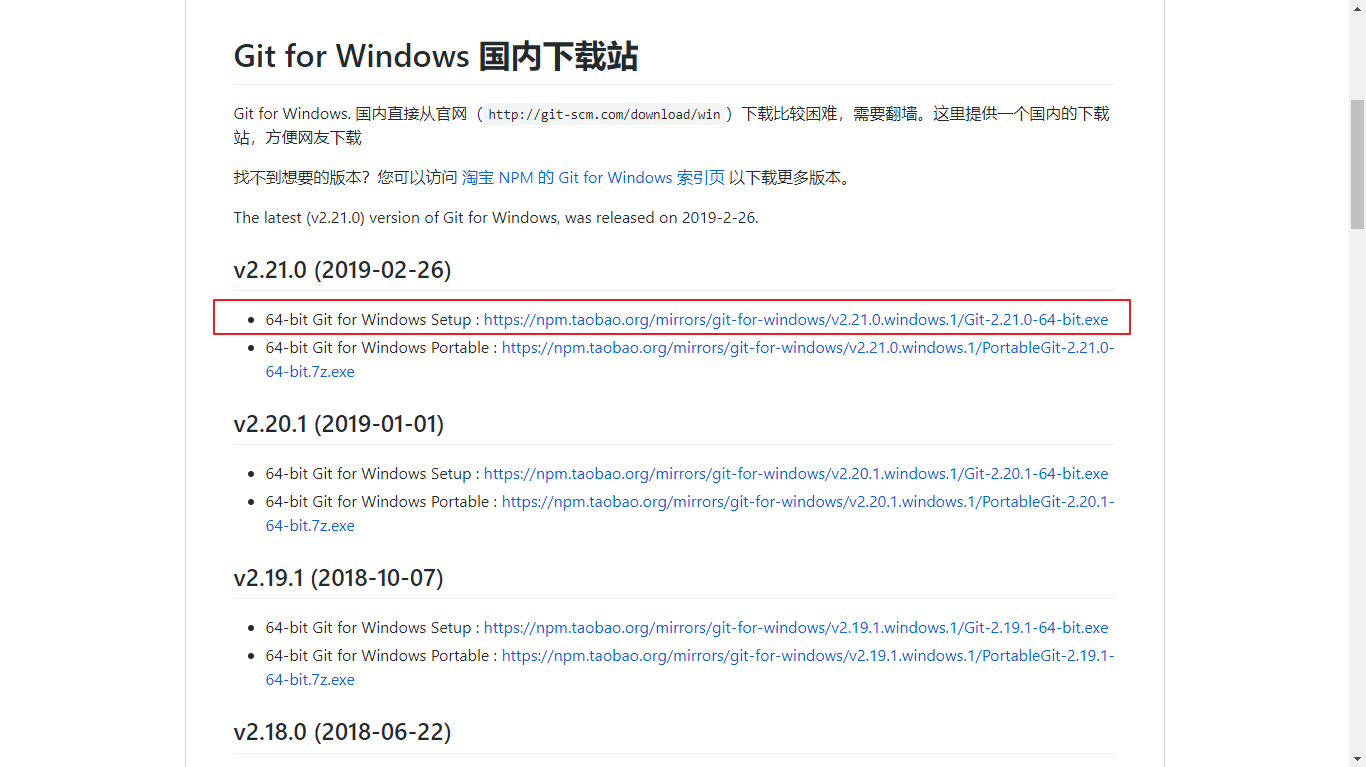 Git for Windows 国内下载站
Git for Windows. 国内直接从官网（ http://git-scm.com/download/win ）下载比较困难，需要翻墙。这里提供一个国内的下载
站，方便网友下载
找不到想要的版本？您可以访问 淘宝 NPM 的 Git for Windows 索引页 以下载更多版本。
The latest (v2.21.0) version of Git for Windows, was released on 2019-2-26.
v2.21.0 (2019-02-26)
• 64-bit Git for Windows Setup : https://npm.taobao.org/mirrors/git-for-windows/v2.21.0.windows.1/Git-2.21.0-64-bit.exe
• 64-bit Git for Windows Portable : https://npm.taobao.org/mirrors/git-for-windows/v2.21.0.windows.1/PortableGit-2.21.0-
64-bit.7z.exe
v2.20.1 (2019-01-01)
• 64-bit Git for Windows Setup : https://npm.taobao.org/mirrors/git-for-windows/v2.20.1.windows.1/Git-2.20.1-64-bit.exe
• 64-bit Git for Windows Portable : https://npm.taobao.org/mirrors/git-for-windows/v2.20.1.windows.1/PortableGit-2.20.1-
64-bit.7z.exe
v2.19.1 (2018-10-07)
• 64-bit Git for Windows Setup : https://npm.taobao.org/mirrors/git-for-windows/v2.19.1.windows.1/Git-2.19.1-64-bit.exe
• 64-bit Git for Windows Portable : https://npm.taobao.org/mirrors/git-for-windows/v2.19.1.windows.1/PortableGit-2.19.1-
64-bit.7z.exe
v2.18.0 (2018-06-22)